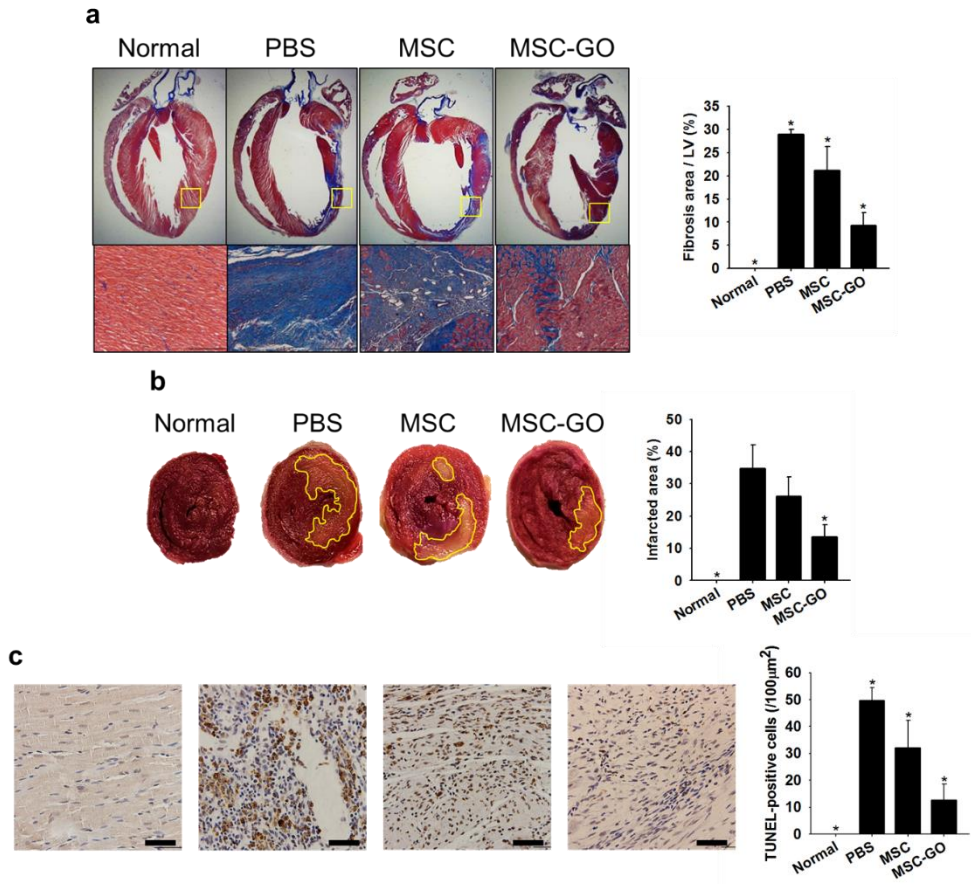 a
Normal PBS MSC MSC-GO
Fibrosis area / LV (%)
35
30
25
20
15
10
5
0
* * * *
Normal PBS MSC MSC-GO
b
Normal PBS MSC MSC-GO
Infarcted area (%)
50
40
30
20
10
0
* *
Normal PBS MSC MSC-GO
c
TUNEL-positive cells (/100μm²)
60
50
40
30
20
10
0
* * * *
Normal PBS MSC MSC-GO